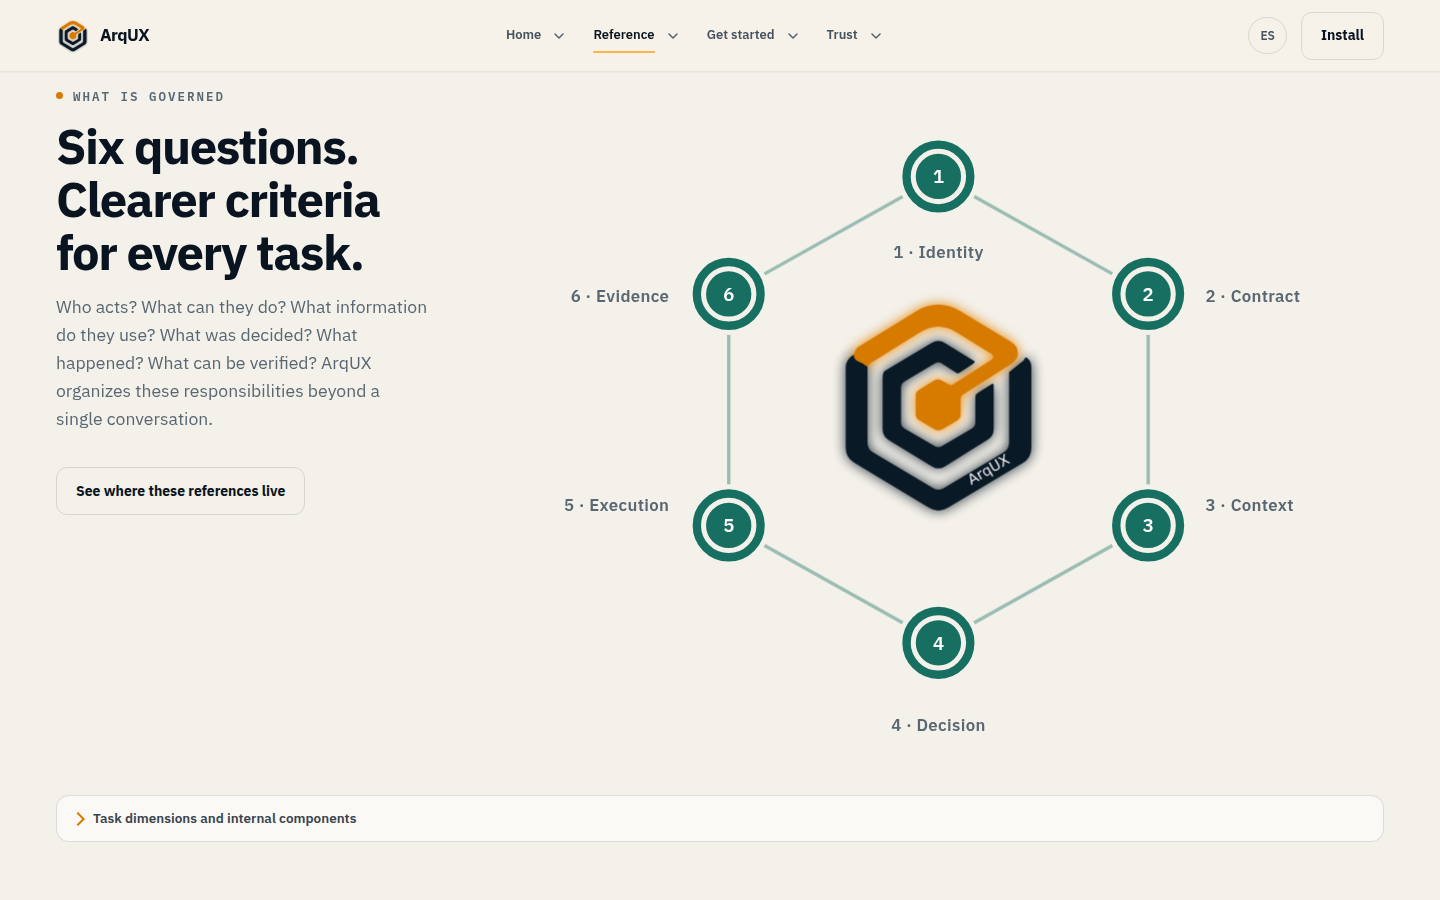 ArqUX
Home
Reference
Get started
Trust
ES
Install
WHAT IS GOVERNED
Six questions.
Clearer criteria
for every task.
Who acts? What can they do? What information
do they use? What was decided? What
happened? What can be verified? ArqUX
organizes these responsibilities beyond a
single conversation.
See where these references live
1
1 · Identity
6 · Evidence
6
2
2 · Contract
ArqUX
5 · Execution
5
3
3 · Context
4
4 · Decision
Task dimensions and internal components